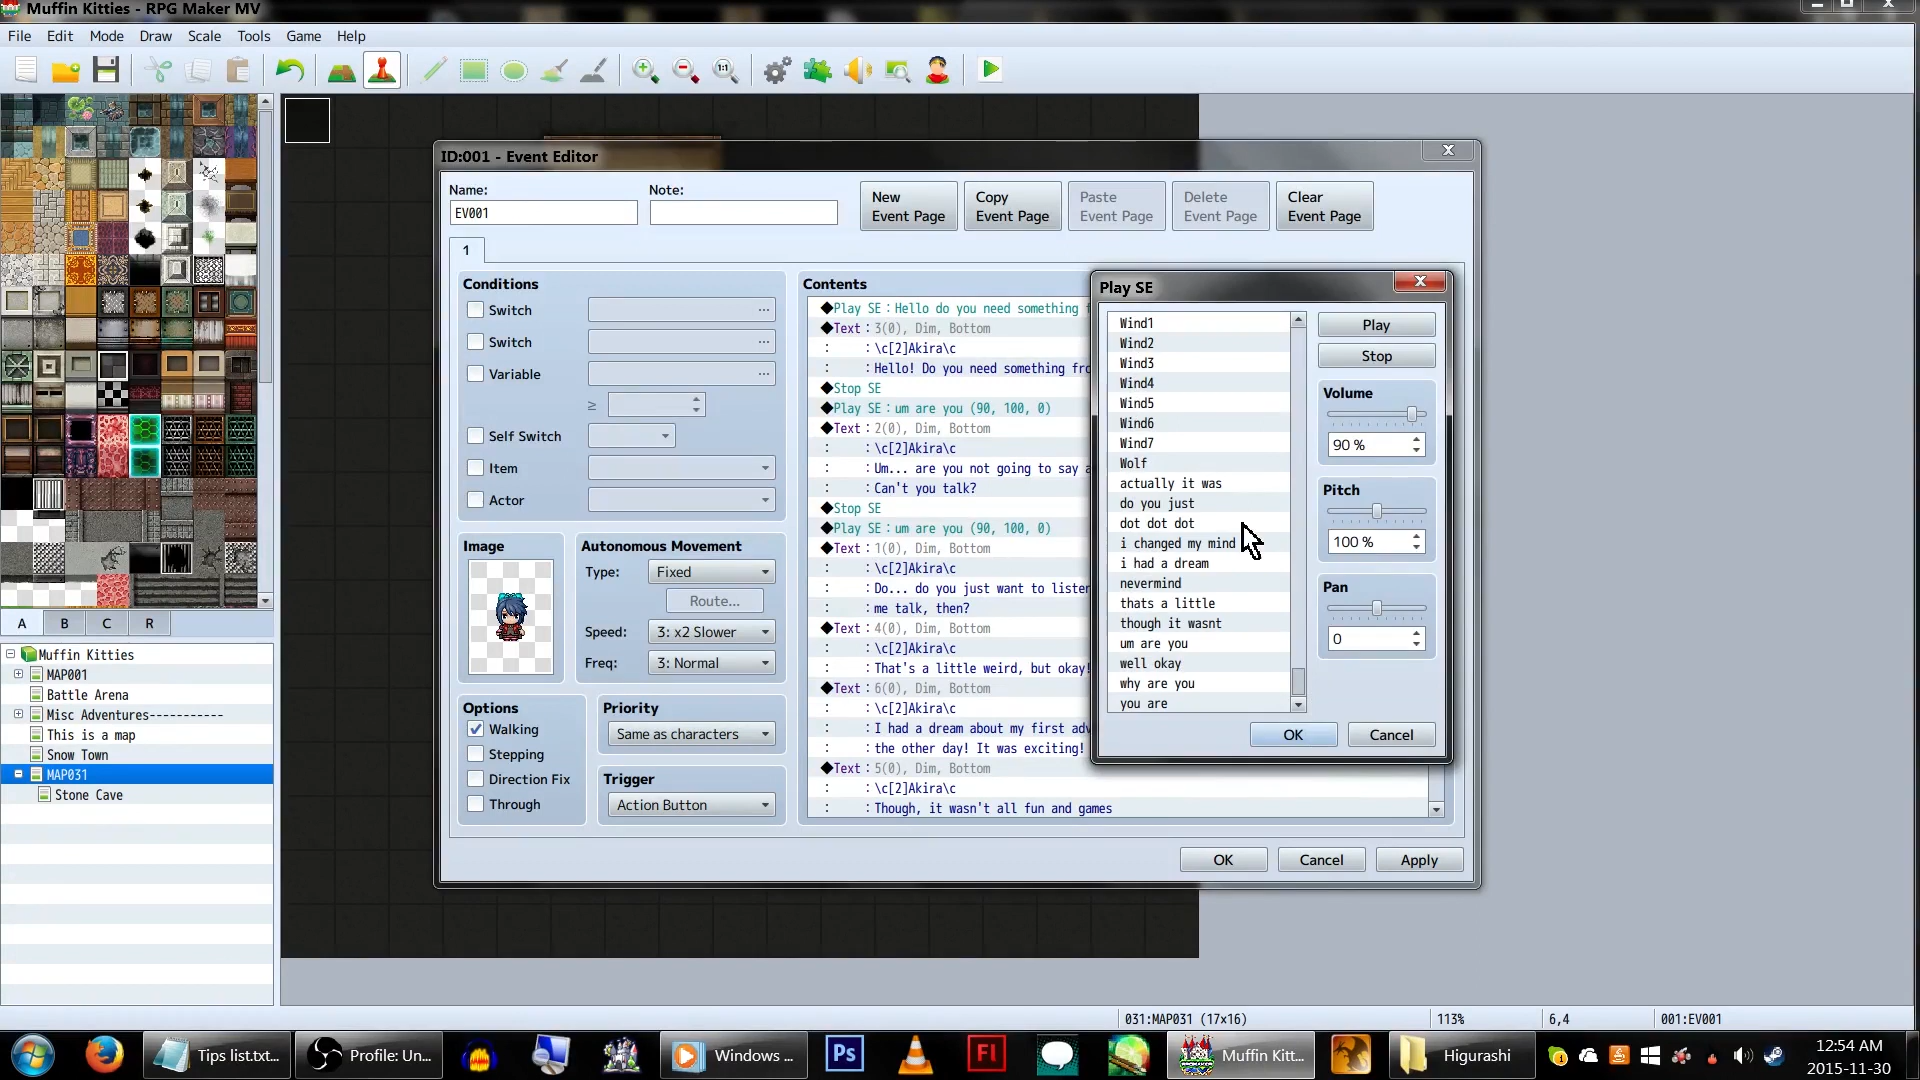 Muffin Kitties - RPG Maker MV
File Edit Mode Draw Scale Tools Game Help
1:1
ID:001 - Event Editor
Name:
EV001
Note:
New
Event Page
Copy
Event Page
Paste
Event Page
Delete
Event Page
Clear
Event Page
1
Conditions
Switch ...
Switch ...
Variable ...
≥
Self Switch
Item
Actor
Image
Autonomous Movement
Type: Fixed
Route...
Speed: 3: x2 Slower
Freq: 3: Normal
Options
Walking
Stepping
Direction Fix
Through
Priority
Same as characters
Trigger
Action Button
Contents
◆Play SE：Hello do you need something
◆Text：3(0), Dim, Bottom
：　：\c[2]Akira\c
：　：Hello! Do you need something fro
◆Stop SE
◆Play SE：um are you (90, 100, 0)
◆Text：2(0), Dim, Bottom
：　：\c[2]Akira\c
：　：Um... are you not going to say a
：　：Can't you talk?
◆Stop SE
◆Play SE：um are you (90, 100, 0)
◆Text：1(0), Dim, Bottom
：　：\c[2]Akira\c
：　：Do... do you just want to listen
：　：me talk, then?
◆Text：4(0), Dim, Bottom
：　：\c[2]Akira\c
：　：That's a little weird, but okay!
◆Text：6(0), Dim, Bottom
：　：\c[2]Akira\c
：　：I had a dream about my first adv
：　：the other day! It was exciting!
◆Text：5(0), Dim, Bottom
：　：\c[2]Akira\c
：　：Though, it wasn't all fun and games
OK Cancel Apply
Play SE
Wind1
Wind2
Wind3
Wind4
Wind5
Wind6
Wind7
Wolf
actually it was
do you just
dot dot dot
i changed my mind
i had a dream
nevermind
thats a little
though it wasnt
um are you
well okay
why are you
you are
Play
Stop
Volume
90 %
Pitch
100 %
Pan
0
OK Cancel
A B C R
Muffin Kitties
MAP001
Battle Arena
Misc Adventures-----------
This is a map
Snow Town
MAP031
Stone Cave
031:MAP031 (17x16) 113% 6,4 001:EV001
Tips list.txt...
Profile: Un...
Windows ...
Ps
Fl
Muffin Kitt...
Higurashi
12:54 AM
2015-11-30